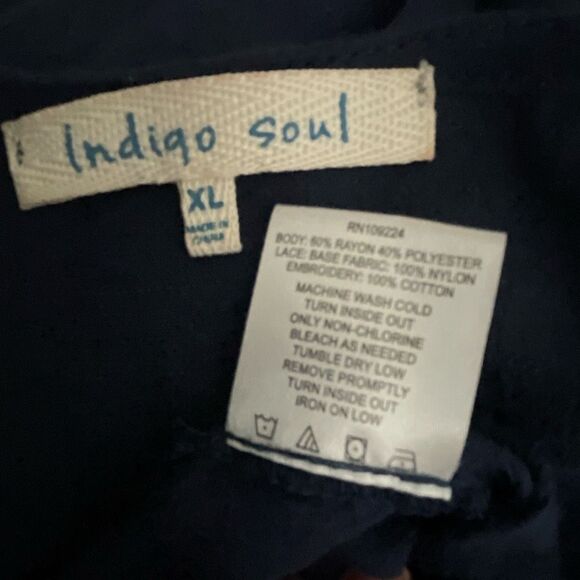 Indigo Soul
XL
MADE IN
CHINA
RN109224
BODY: 60% RAYON 40% POLYESTER
LACE: BASE FABRIC: 100% NYLON
EMBROIDERY: 100% COTTON
MACHINE WASH COLD
TURN INSIDE OUT
ONLY NON-CHLORINE
BLEACH AS NEEDED
TUMBLE DRY LOW
REMOVE PROMPTLY
TURN INSIDE OUT
IRON ON LOW